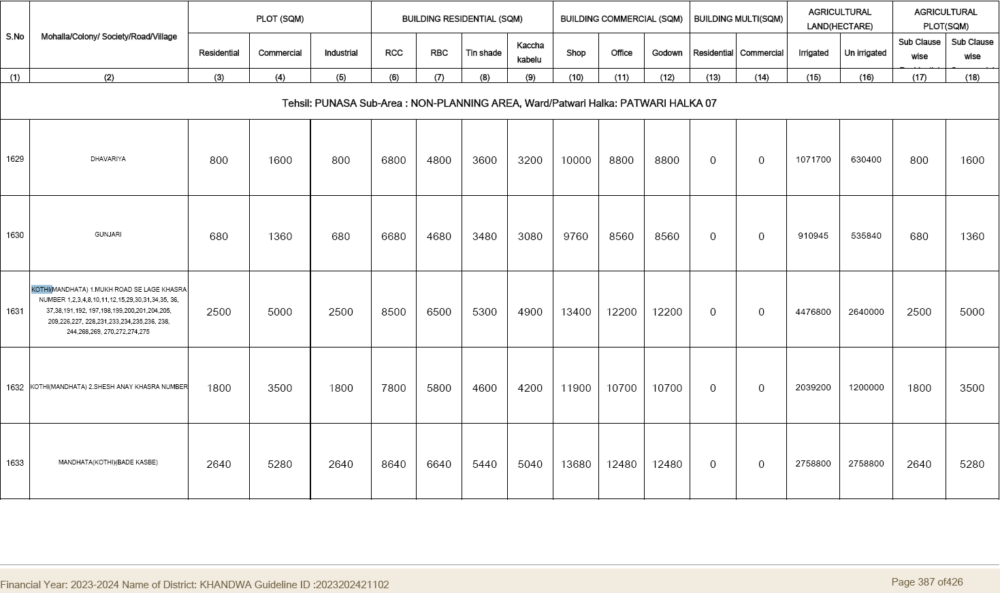 S.No Mohalla/Colony/ Society/Road/Village PLOT (SQM) BUILDING RESIDENTIAL (SQM) BUILDING COMMERCIAL (SQM) BUILDING MULTI(SQM) AGRICULTURAL LAND(HECTARE) AGRICULTURAL PLOT(SQM)
Residential Commercial Industrial RCC RBC Tin shade Kaccha kabelu Shop Office Godown Residential Commercial Irrigated Un irrigated Sub Clause wise Sub Clause wise
(1) (2) (3) (4) (5) (6) (7) (8) (9) (10) (11) (12) (13) (14) (15) (16) (17) (18)
Tehsil: PUNASA Sub-Area : NON-PLANNING AREA, Ward/Patwari Halka: PATWARI HALKA 07
1629 DHAVARIYA 800 1600 800 6800 4800 3600 3200 10000 8800 8800 0 0 1071700 630400 800 1600
1630 GUNJARI 680 1360 680 6680 4680 3480 3080 9760 8560 8560 0 0 910945 535840 680 1360
KOTHI(MANDHATA) 1.MUKH ROAD SE LAGE KHASRA
NUMBER 1,2,3,4,8,10,11,12,15,29,30,31,34,35, 36,
1631 37,38,191,192, 197,198,199,200,201,204,205, 2500 5000 2500 8500 6500 5300 4900 13400 12200 12200 0 0 4476800 2640000 2500 5000
209,226,227, 228,231,233,234,235,236, 238,
244,268,269, 270,272,274,275
1632 KOTHI(MANDHATA) 2.SHESH ANAY KHASRA NUMBER 1800 3500 1800 7800 5800 4600 4200 11900 10700 10700 0 0 2039200 1200000 1800 3500
1633 MANDHATA(KOTHI)(BADE KASBE) 2640 5280 2640 8640 6640 5440 5040 13680 12480 12480 0 0 2758800 2758800 2640 5280
Financial Year: 2023-2024 Name of District: KHANDWA Guideline ID :2023202421102 Page 387 of426